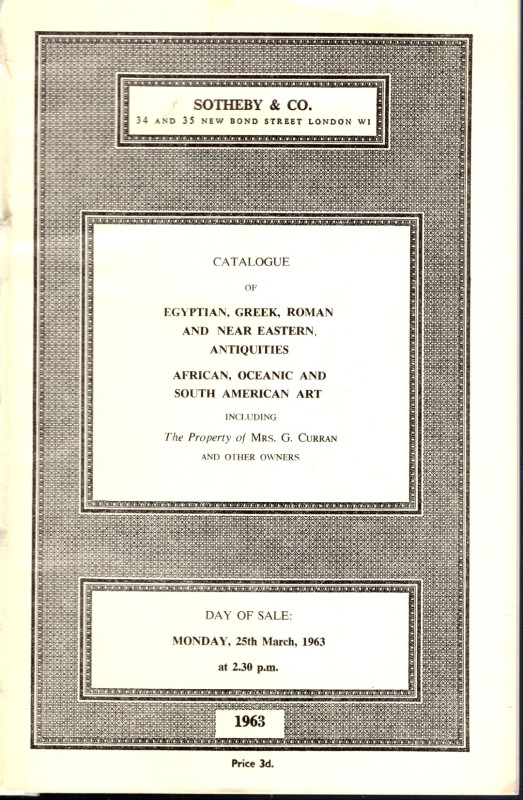 SOTHEBY & CO.
34 AND 35 NEW BOND STREET LONDON WI
CATALOGUE
OF
EGYPTIAN, GREEK, ROMAN
AND NEAR EASTERN,
ANTIQUITIES
AFRICAN, OCEANIC AND
SOUTH AMERICAN ART
INCLUDING
The Property of MRS. G. CURRAN
AND OTHER OWNERS
DAY OF SALE:
MONDAY, 25th March, 1963
at 2.30 p.m.
1963
Price 3d.